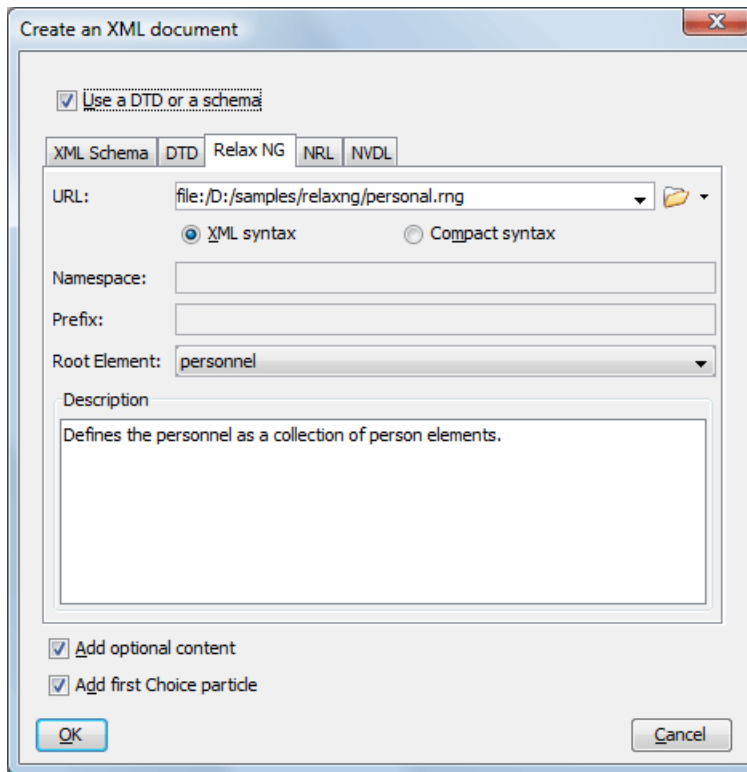 Create an XML document
Use a DTD or a schema
XML Schema DTD Relax NG NRL NVDL
URL: file:/D:/samples/relaxng/personal.rng
XML syntax Compact syntax
Namespace:
Prefix:
Root Element: personnel
Description
Defines the personnel as a collection of person elements.
Add optional content
Add first Choice particle
OK Cancel